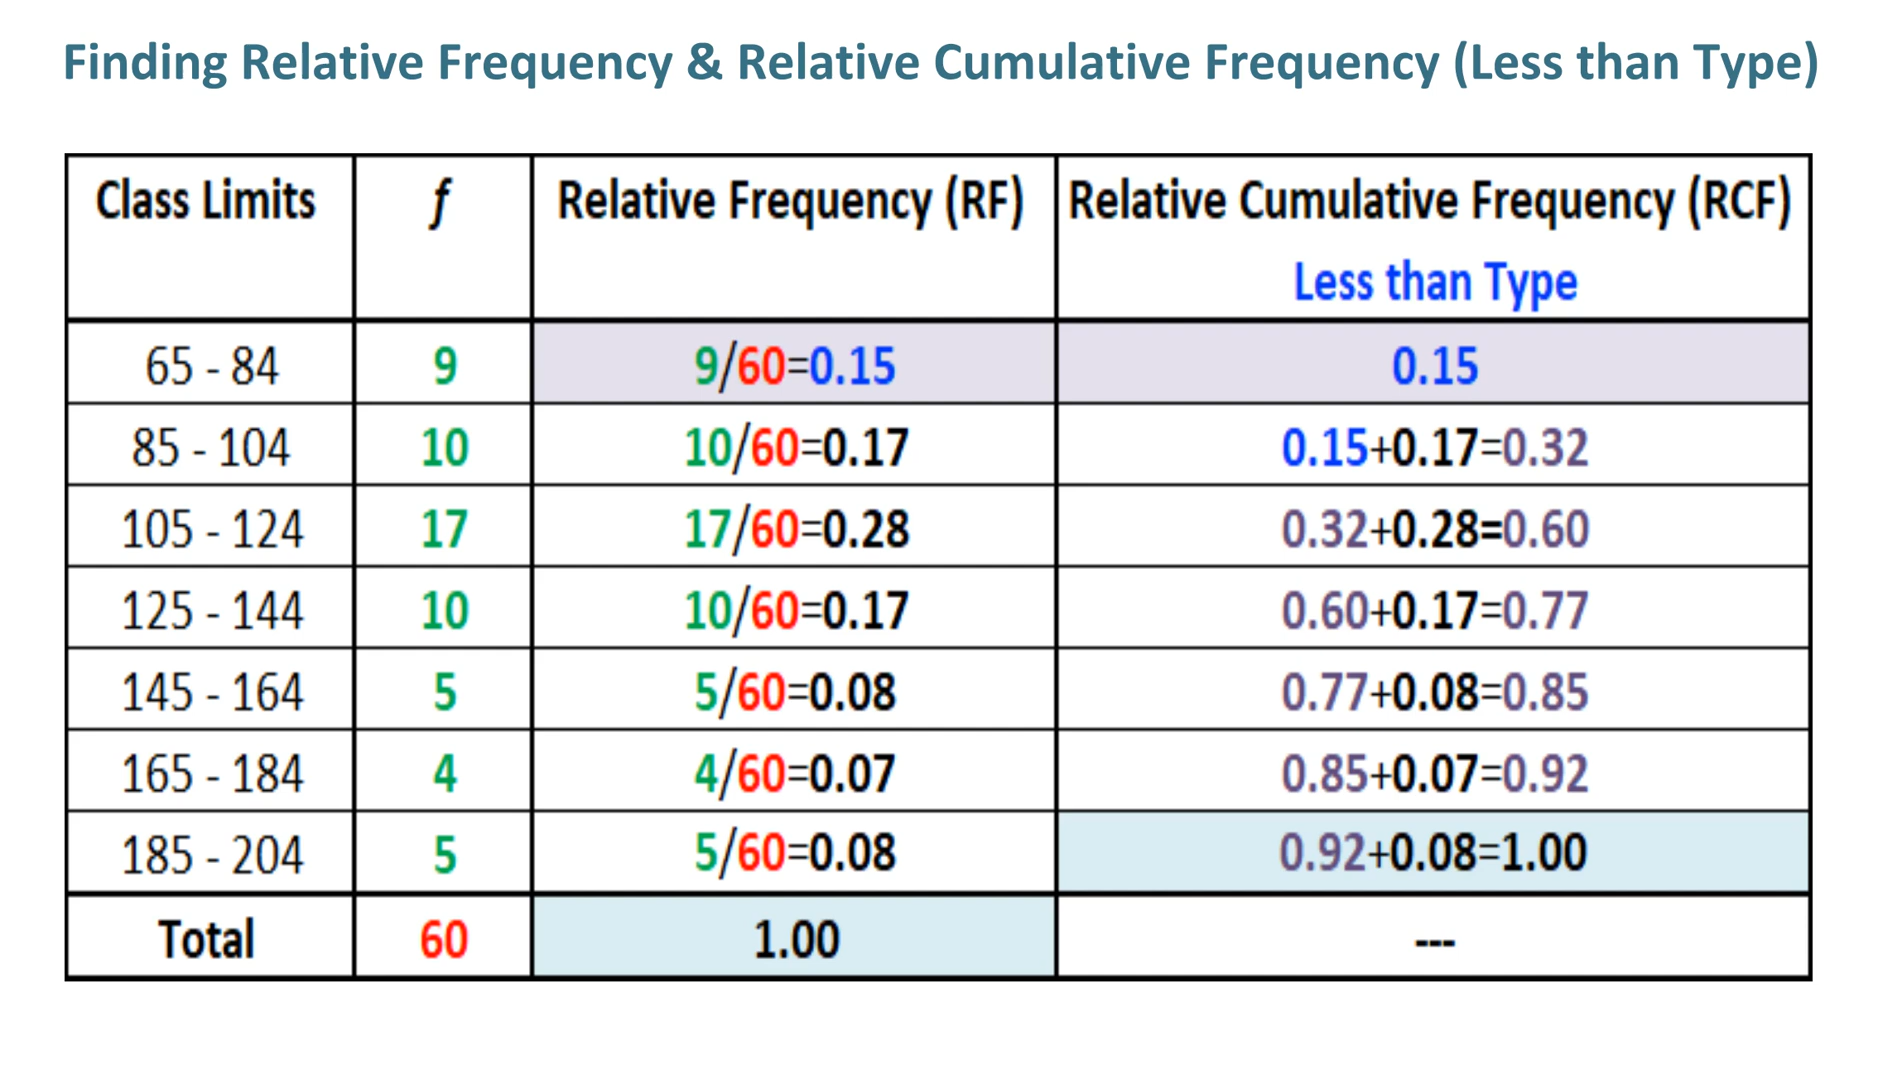 Finding Relative Frequency & Relative Cumulative Frequency (Less than Type)
Class Limits f Relative Frequency (RF) Relative Cumulative Frequency (RCF)
Less than Type
65 - 84 9 9/60=0.15 0.15
85 - 104 10 10/60=0.17 0.15+0.17=0.32
105 - 124 17 17/60=0.28 0.32+0.28=0.60
125 - 144 10 10/60=0.17 0.60+0.17=0.77
145 - 164 5 5/60=0.08 0.77+0.08=0.85
165 - 184 4 4/60=0.07 0.85+0.07=0.92
185 - 204 5 5/60=0.08 0.92+0.08=1.00
Total 60 1.00 ---